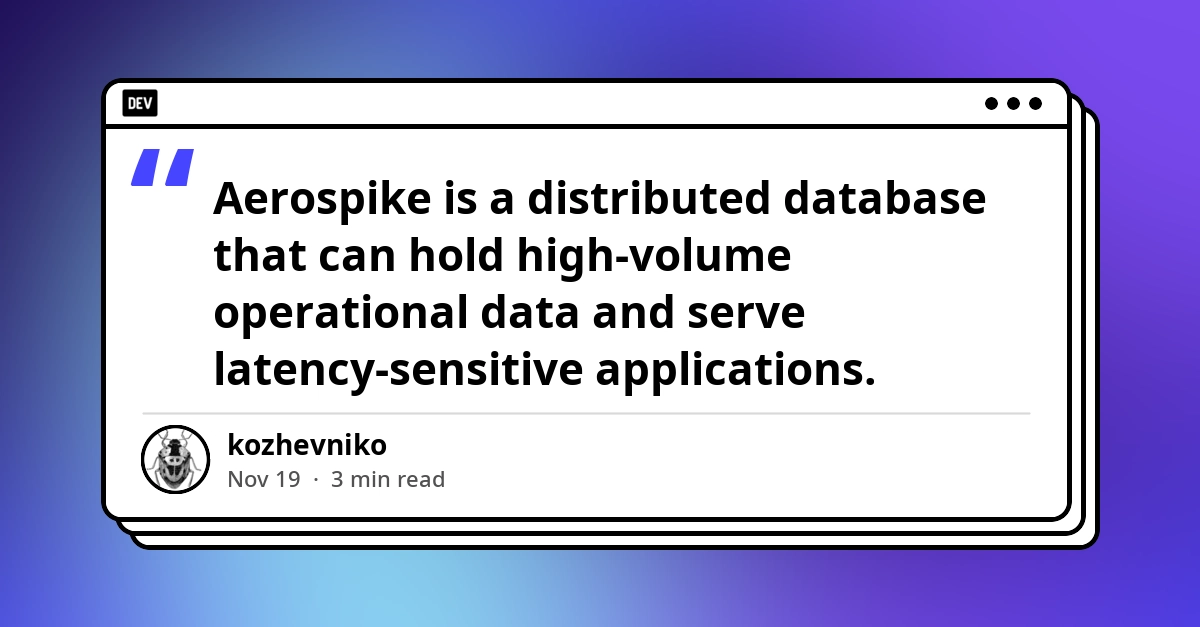 DEV
“
Aerospike is a distributed database
that can hold high-volume
operational data and serve
latency-sensitive applications.
kozhevniko
Nov 19 · 3 min read